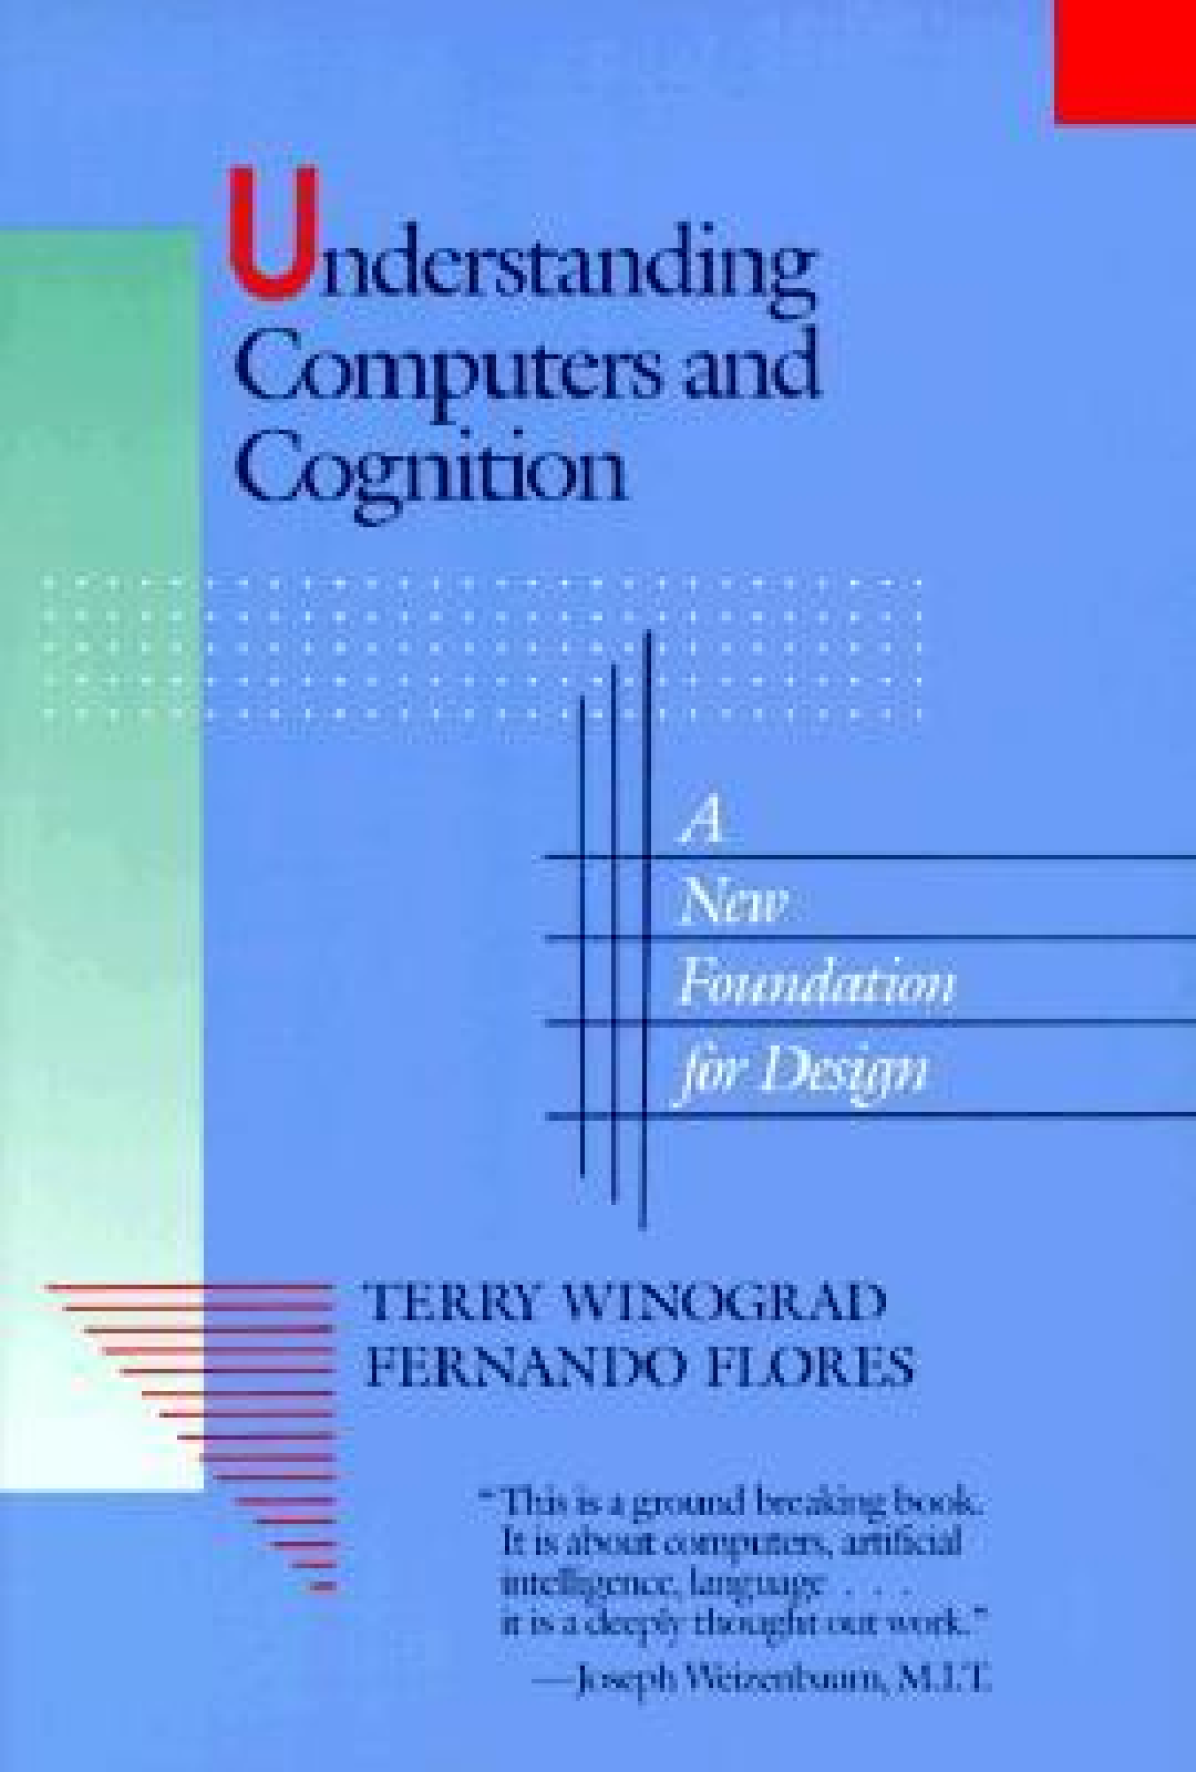 Understanding
Computers and
Cognition
A
New
Foundation
for Design
TERRY WINOGRAD
FERNANDO FLORES
"This is a ground breaking book.
It is about computers, artificial
intelligence, language . . .
it is a deeply thought out work."
—Joseph Weizenbaum, M.I.T.